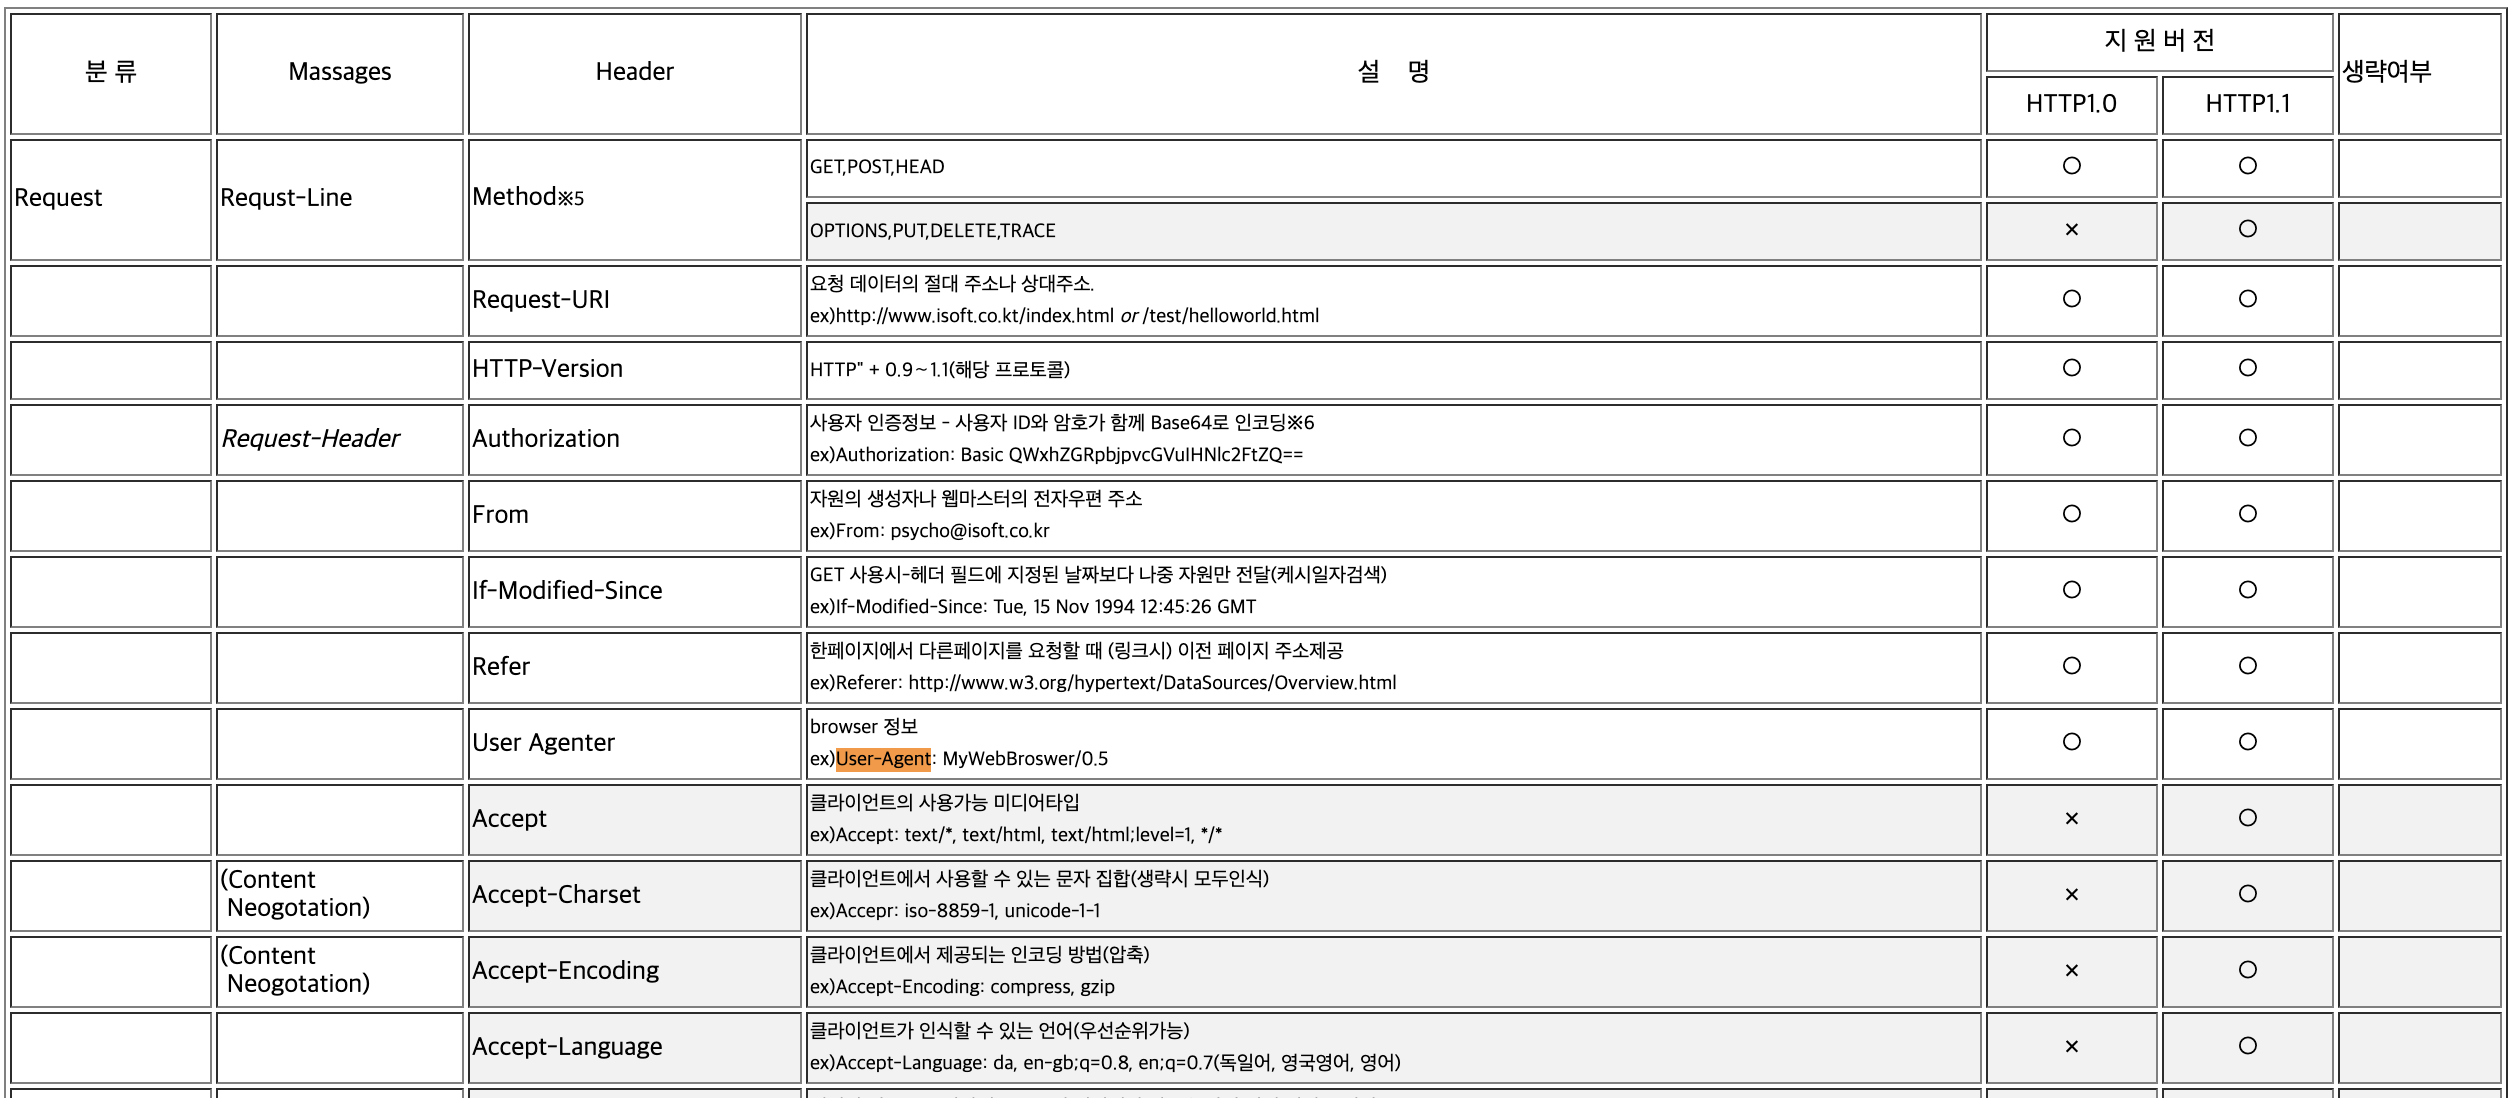 분 류 Massages Header 설 명 지 원 버 전 생략여부
HTTP1.0 HTTP1.1
Request Requst-Line Method※5 GET,POST,HEAD ○ ○
OPTIONS,PUT,DELETE,TRACE × ○
Request-URI 요청 데이터의 절대 주소나 상대주소. ○ ○
ex)http://www.isoft.co.kt/index.html or /test/helloworld.html
HTTP-Version HTTP" + 0.9~1.1(해당 프로토콜) ○ ○
Request-Header Authorization 사용자 인증정보 - 사용자 ID와 암호가 함께 Base64로 인코딩※6 ○ ○
ex)Authorization: Basic QWxhZGRpbjpvcGVuIHNlc2FtZQ==
From 자원의 생성자나 웹마스터의 전자우편 주소 ○ ○
ex)From: psycho@isoft.co.kr
If-Modified-Since GET 사용시-헤더 필드에 지정된 날짜보다 나중 자원만 전달(케시일자검색) ○ ○
ex)If-Modified-Since: Tue, 15 Nov 1994 12:45:26 GMT
Refer 한페이지에서 다른페이지를 요청할 때 (링크시) 이전 페이지 주소제공 ○ ○
ex)Referer: http://www.w3.org/hypertext/DataSources/Overview.html
User Agenter browser 정보 ○ ○
ex)User-Agent: MyWebBroswer/0.5
Accept 클라이언트의 사용가능 미디어타입 × ○
ex)Accept: text/*, text/html, text/html;level=1, */*
(Content Neogotation) Accept-Charset 클라이언트에서 사용할 수 있는 문자 집합(생략시 모두인식) × ○
ex)Accepr: iso-8859-1, unicode-1-1
(Content Neogotation) Accept-Encoding 클라이언트에서 제공되는 인코딩 방법(압축) × ○
ex)Accept-Encoding: compress, gzip
Accept-Language 클라이언트가 인식할 수 있는 언어(우선순위가능) × ○
ex)Accept-Language: da, en-gb;q=0.8, en;q=0.7(독일어, 영국영어, 영어)